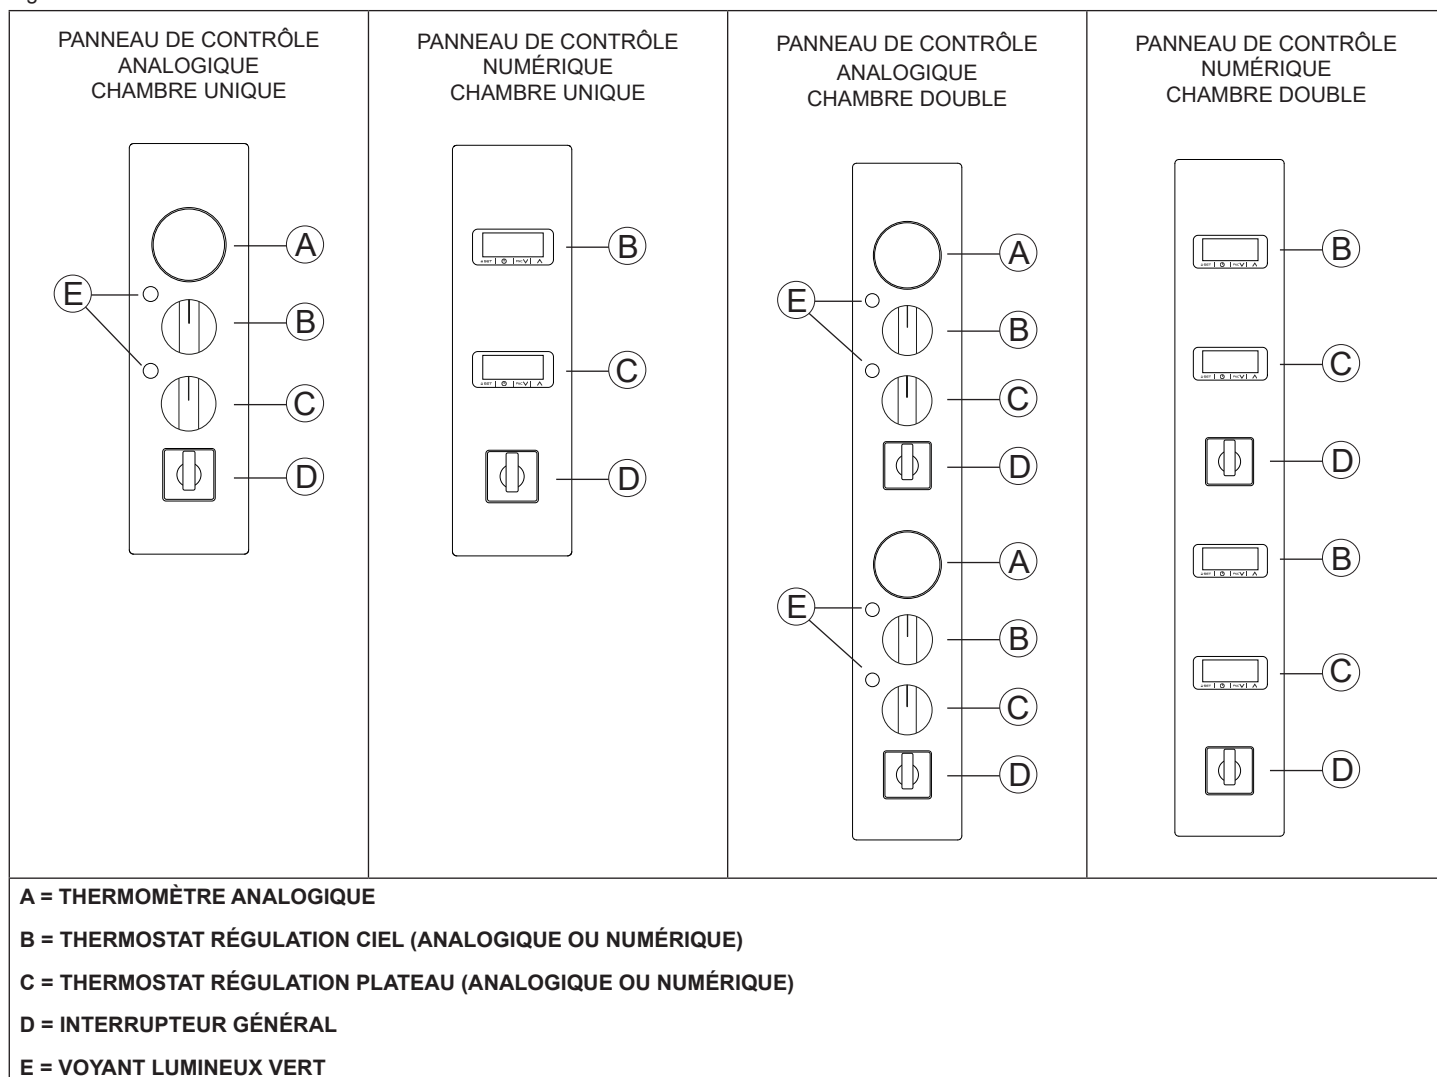 PANNEAU DE CONTRÔLE
ANALOGIQUE
CHAMBRE UNIQUE
A
E
B
C
D
PANNEAU DE CONTRÔLE
NUMÉRIQUE
CHAMBRE UNIQUE
B
C
D
PANNEAU DE CONTRÔLE
ANALOGIQUE
CHAMBRE DOUBLE
A
E
B
C
D
A
E
B
C
D
PANNEAU DE CONTRÔLE
NUMÉRIQUE
CHAMBRE DOUBLE
B
C
D
B
C
D
A = THERMOMÈTRE ANALOGIQUE
B = THERMOSTAT RÉGULATION CIEL (ANALOGIQUE OU NUMÉRIQUE)
C = THERMOSTAT RÉGULATION PLATEAU (ANALOGIQUE OU NUMÉRIQUE)
D = INTERRUPTEUR GÉNÉRAL
E = VOYANT LUMINEUX VERT